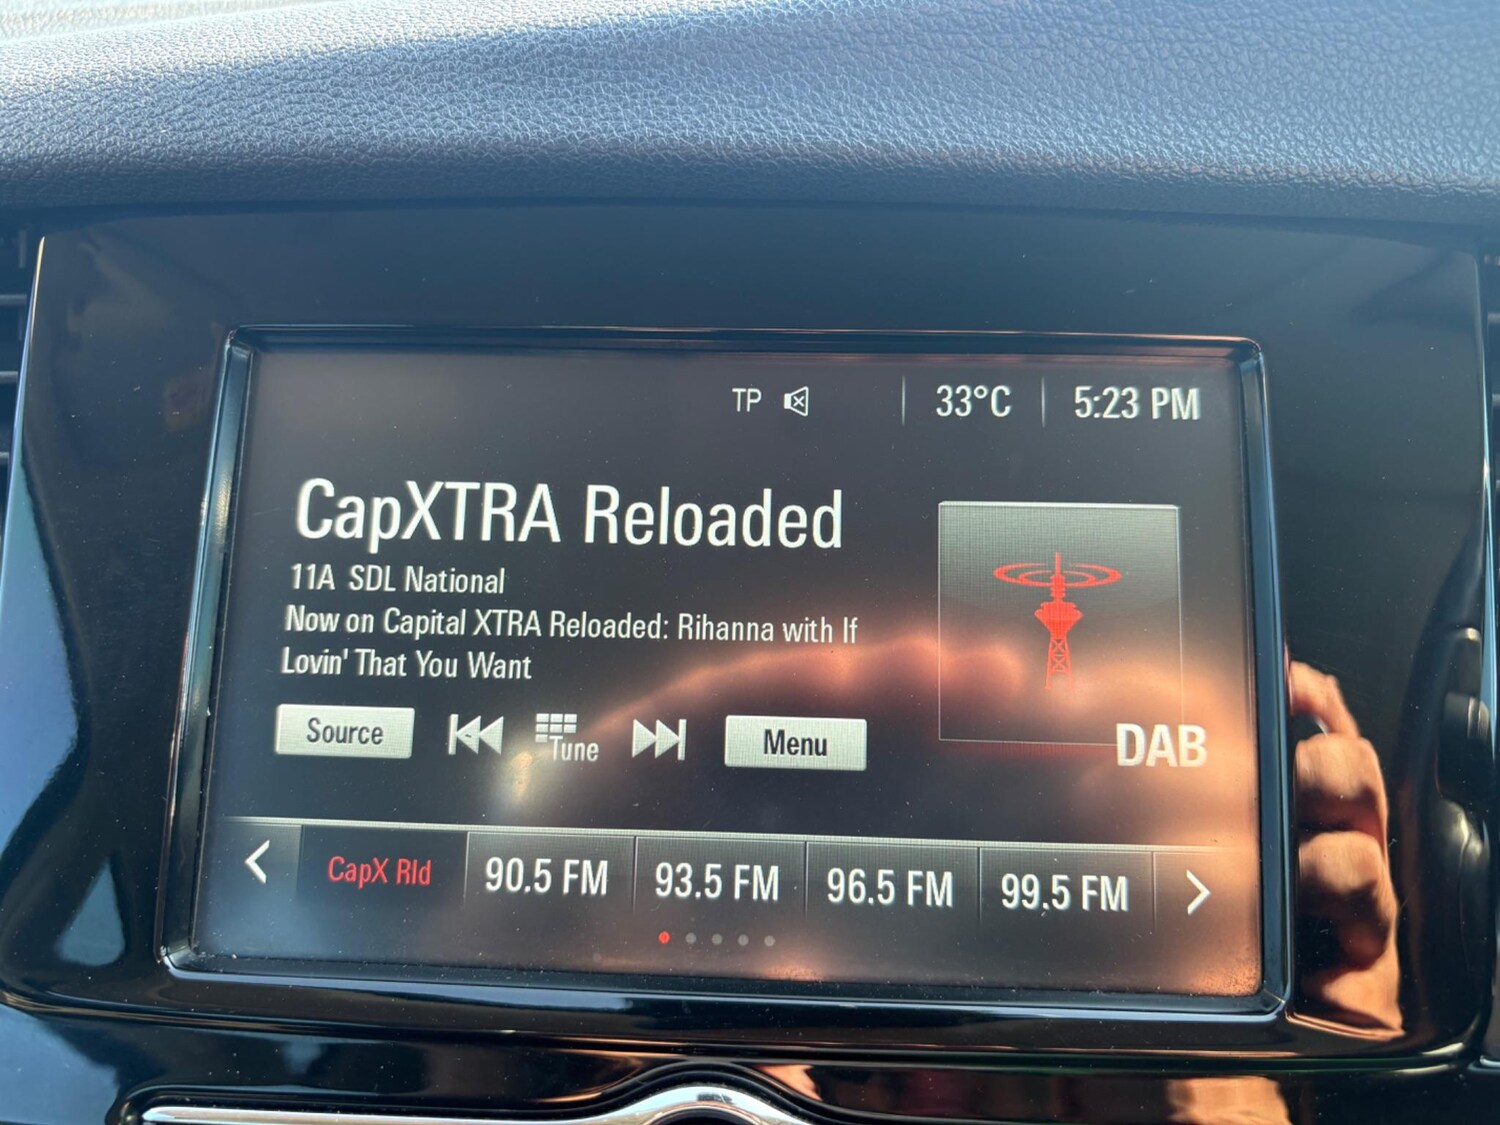 TP 33°C 5:23 PM
CapXTRA Reloaded
11A SDL National
Now on Capital XTRA Reloaded: Rihanna with If
Lovin' That You Want
Source Tune Menu
DAB
CapX Rld 90.5 FM 93.5 FM 96.5 FM 99.5 FM